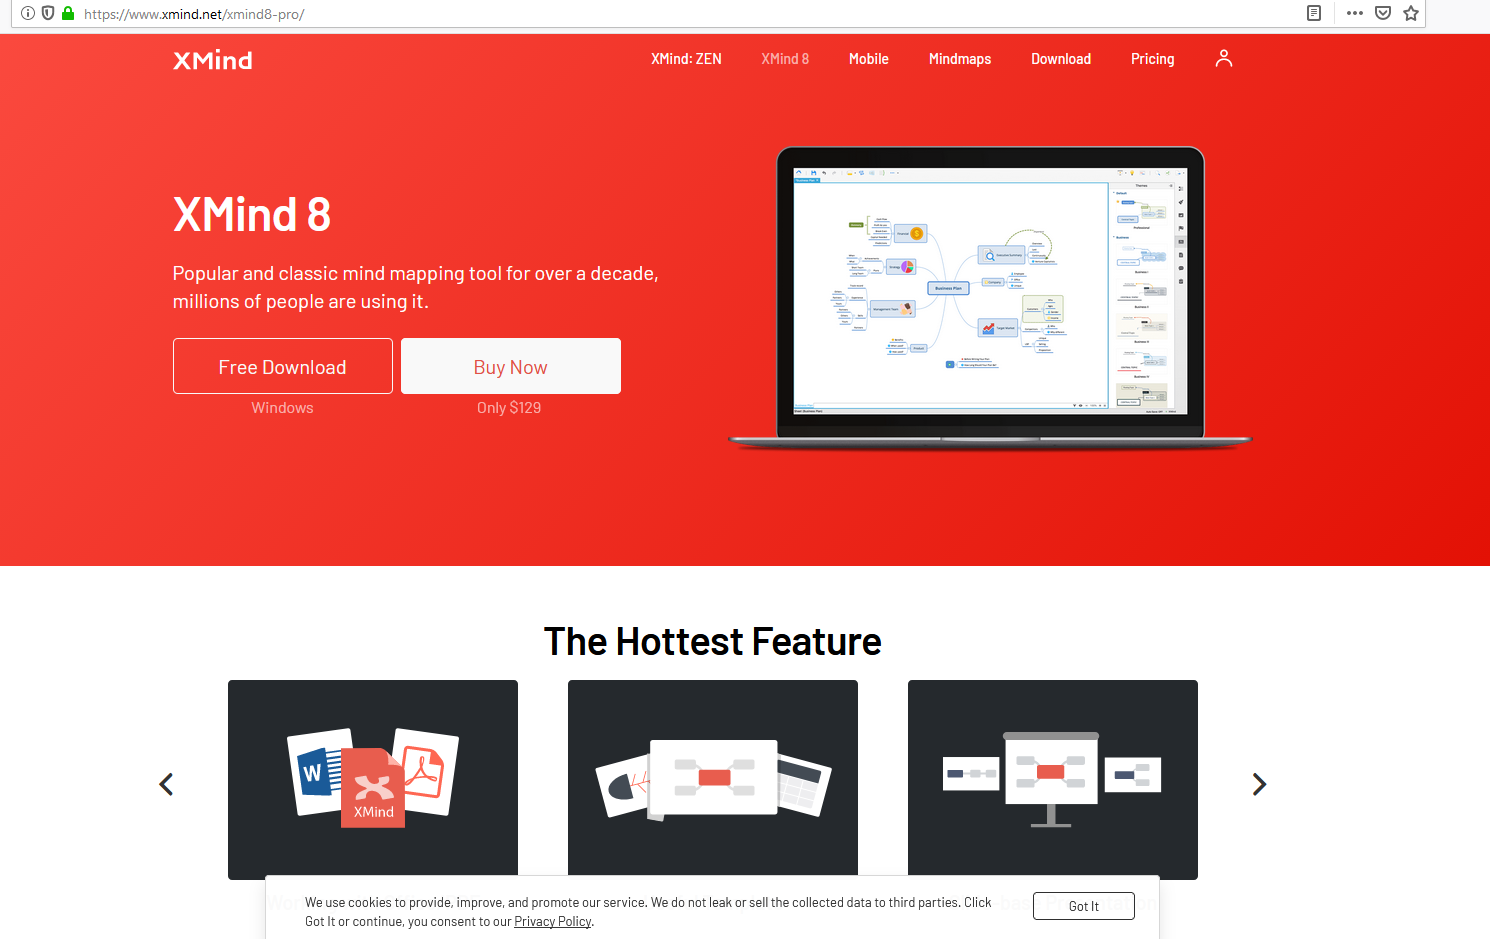 https://www.xmind.net/xmind8-pro/
XMind
XMind: ZEN
XMind 8
Mobile
Mindmaps
Download
Pricing
XMind 8
Popular and classic mind mapping tool for over a decade,
millions of people are using it.
Free Download
Buy Now
Windows
Only $129
Business Plan
The Hottest Feature
W
XMind
We use cookies to provide, improve, and promote our service. We do not leak or sell the collected data to third parties. Click
Got It or continue, you consent to our Privacy Policy.
Got It